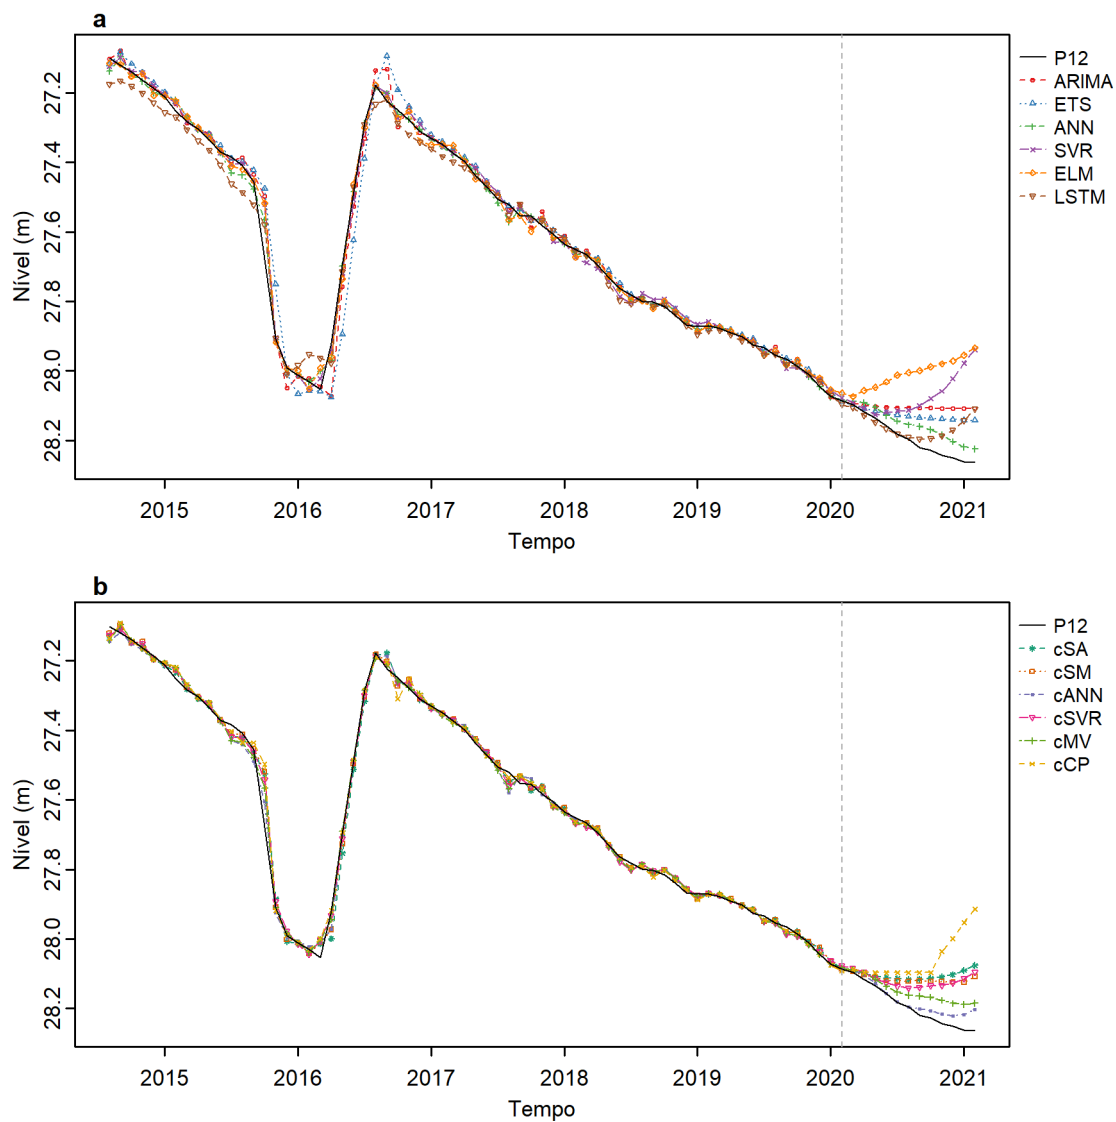 a
Nível (m)
27.2
27.4
27.6
27.8
28.0
28.2
2015
2016
2017
2018
2019
2020
2021
Tempo
P12
ARIMA
ETS
ANN
SVR
ELM
LSTM
b
Nível (m)
27.2
27.4
27.6
27.8
28.0
28.2
2015
2016
2017
2018
2019
2020
2021
Tempo
P12
cSA
cSM
cANN
cSVR
cMV
cCP